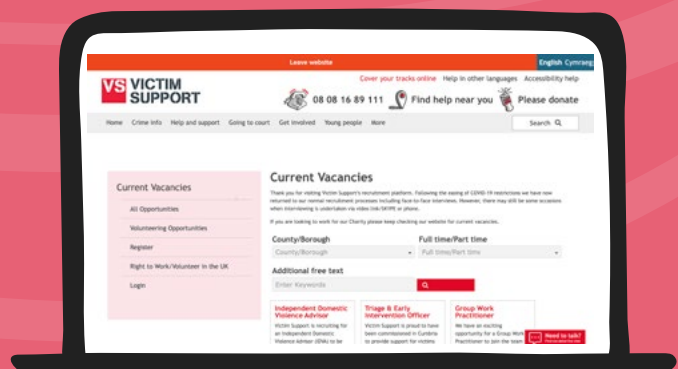 Leave website
English Cymraeg
Cover your tracks online Help in other languages Accessibility help
VS VICTIM SUPPORT
08 08 16 89 111 Find help near you Please donate
Home Crime info Help and support Going to court Get involved Young people More Search
Current Vacancies
All Opportunities
Volunteering Opportunities
Register
Right to Work/Volunteer in the UK
Login
Current Vacancies
Thank you for visiting Victim Support's recruitment platform. Following the easing of COVID-19 restrictions we have now
returned to our normal recruitment processes including face to face interviews. However, there may still be some occasions
when interviewing is undertaken via video link/SKYPE or phone.
If you are looking to work for our Charity please keep checking our website for current vacancies.
County/Borough Full time/Part time
County/Borough Full time/Part time
Additional free text
Enter Keywords
Independent Domestic
Violence Advisor
Victim Support is recruiting for
an Independent Domestic
Violence Advisor (IDVA) to be
Triage & Early
Intervention Officer
Victim Support is proud to have
been commissioned in Cumbria
to provide support for victims
Group Work
Practitioner
We have an exciting
opportunity for a Group Work
Practitioner to join the team
Need to talk?